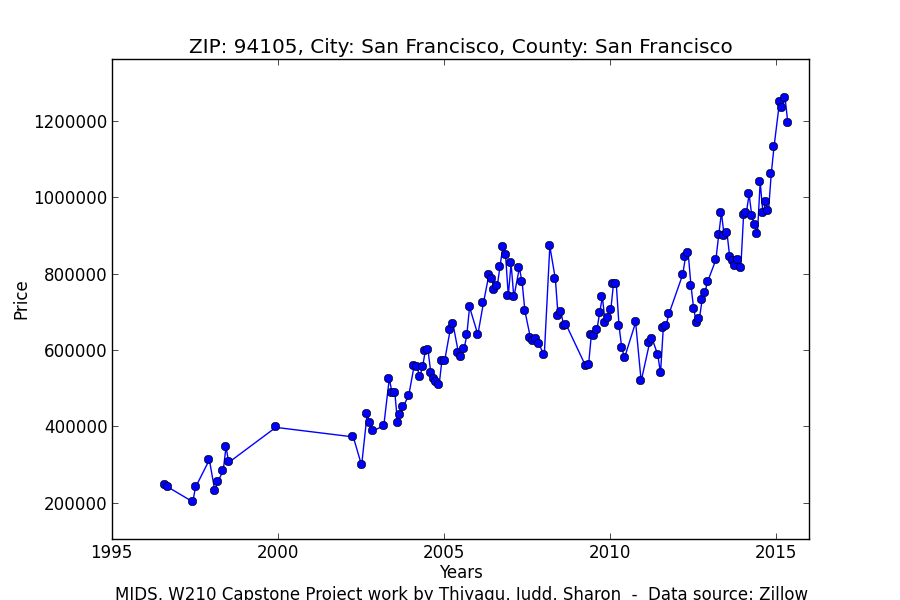 ZIP: 94105, City: San Francisco, County: San Francisco
1200000
1000000
800000
600000
400000
200000
Price
1995 2000 2005 2010 2015
Years
MIDS, W210 Capstone Project work by Thiyagu, Judd, Sharon - Data source: Zillow